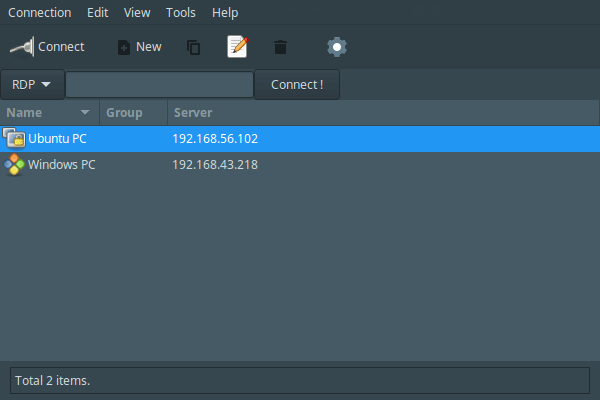 Connection Edit View Tools Help
Connect New
RDP Connect !
Name Group Server
Ubuntu PC 192.168.56.102
Windows PC 192.168.43.218
Total 2 items.